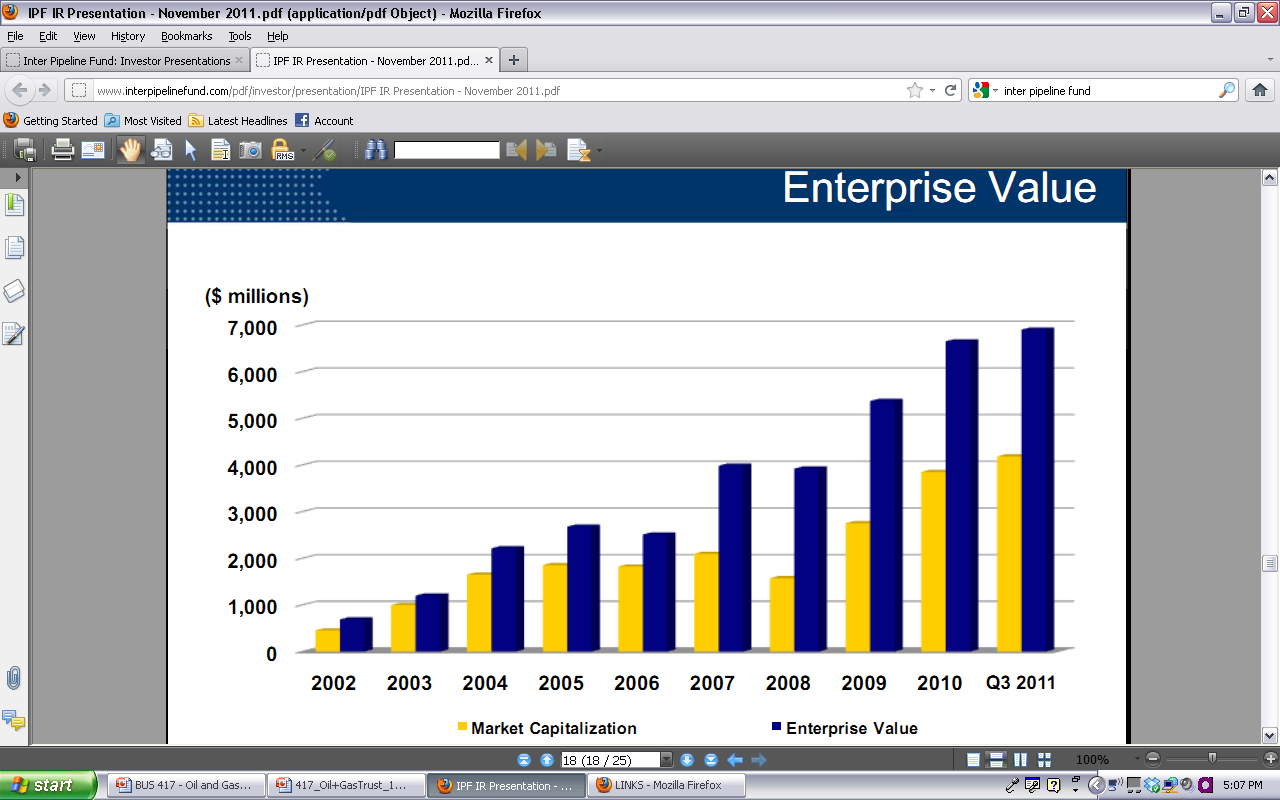 IPF IR Presentation - November 2011.pdf (application/pdf Object) - Mozilla Firefox
File Edit View History Bookmarks Tools Help
Inter Pipeline Fund: Investor Presentations IPF IR Presentation - November 2011.pd...
www.interpipelinefund.com/pdf/investor/presentation/IPF IR Presentation - November 2011.pdf inter pipeline fund
Getting Started Most Visited Latest Headlines Account
RMS
Enterprise Value
($ millions)
7,000
6,000
5,000
4,000
3,000
2,000
1,000
0
2002 2003 2004 2005 2006 2007 2008 2009 2010 Q3 2011
Market Capitalization Enterprise Value
18 (18 / 25) 100%
start BUS 417 - Oil and Gas... 417_Oil+GasTrust_1... IPF IR Presentation - ... LINKS - Mozilla Firefox 5:07 PM